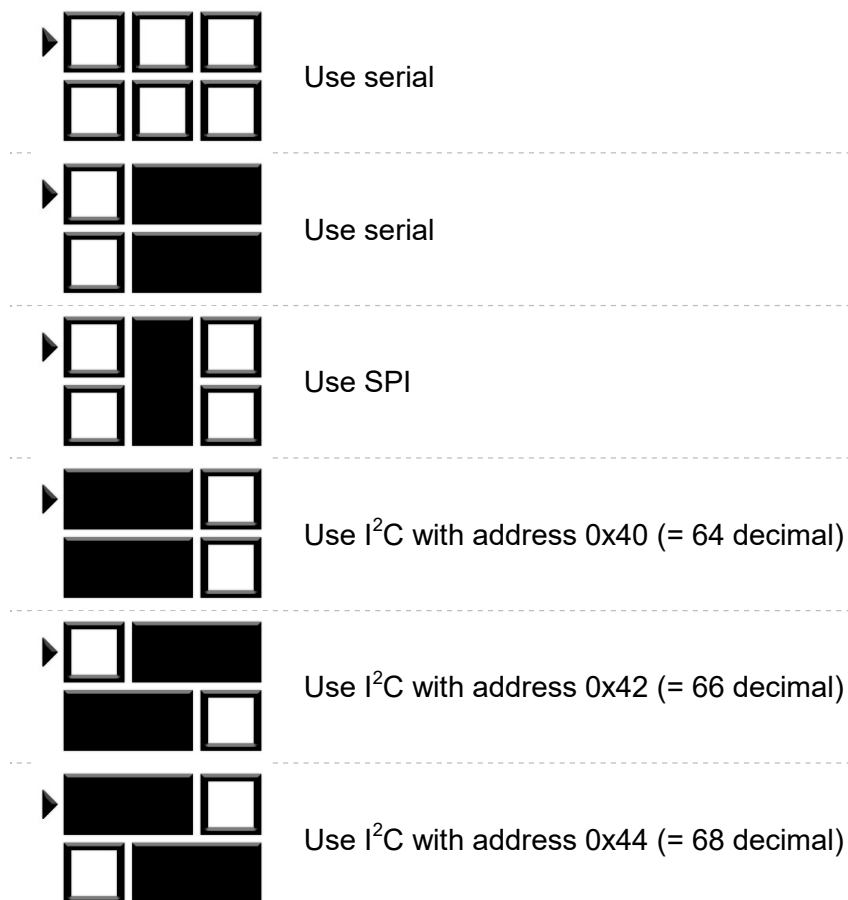 Use serial
Use serial
Use SPI
Use I²C with address 0x40 (= 64 decimal)
Use I²C with address 0x42 (= 66 decimal)
Use I²C with address 0x44 (= 68 decimal)